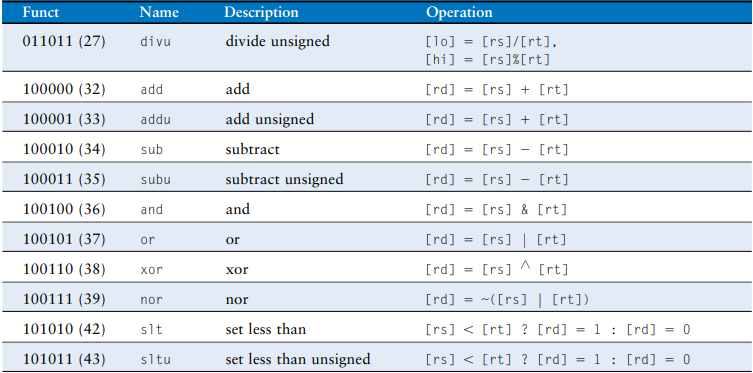 Funct Name Description Operation
011011 (27) divu divide unsigned [lo] = [rs]/[rt],
[hi] = [rs]%[rt]
100000 (32) add add [rd] = [rs] + [rt]
100001 (33) addu add unsigned [rd] = [rs] + [rt]
100010 (34) sub subtract [rd] = [rs] − [rt]
100011 (35) subu subtract unsigned [rd] = [rs] − [rt]
100100 (36) and and [rd] = [rs] & [rt]
100101 (37) or or [rd] = [rs] | [rt]
100110 (38) xor xor [rd] = [rs] ^ [rt]
100111 (39) nor nor [rd] = ~([rs] | [rt])
101010 (42) slt set less than [rs] < [rt] ? [rd] = 1 : [rd] = 0
101011 (43) sltu set less than unsigned [rs] < [rt] ? [rd] = 1 : [rd] = 0